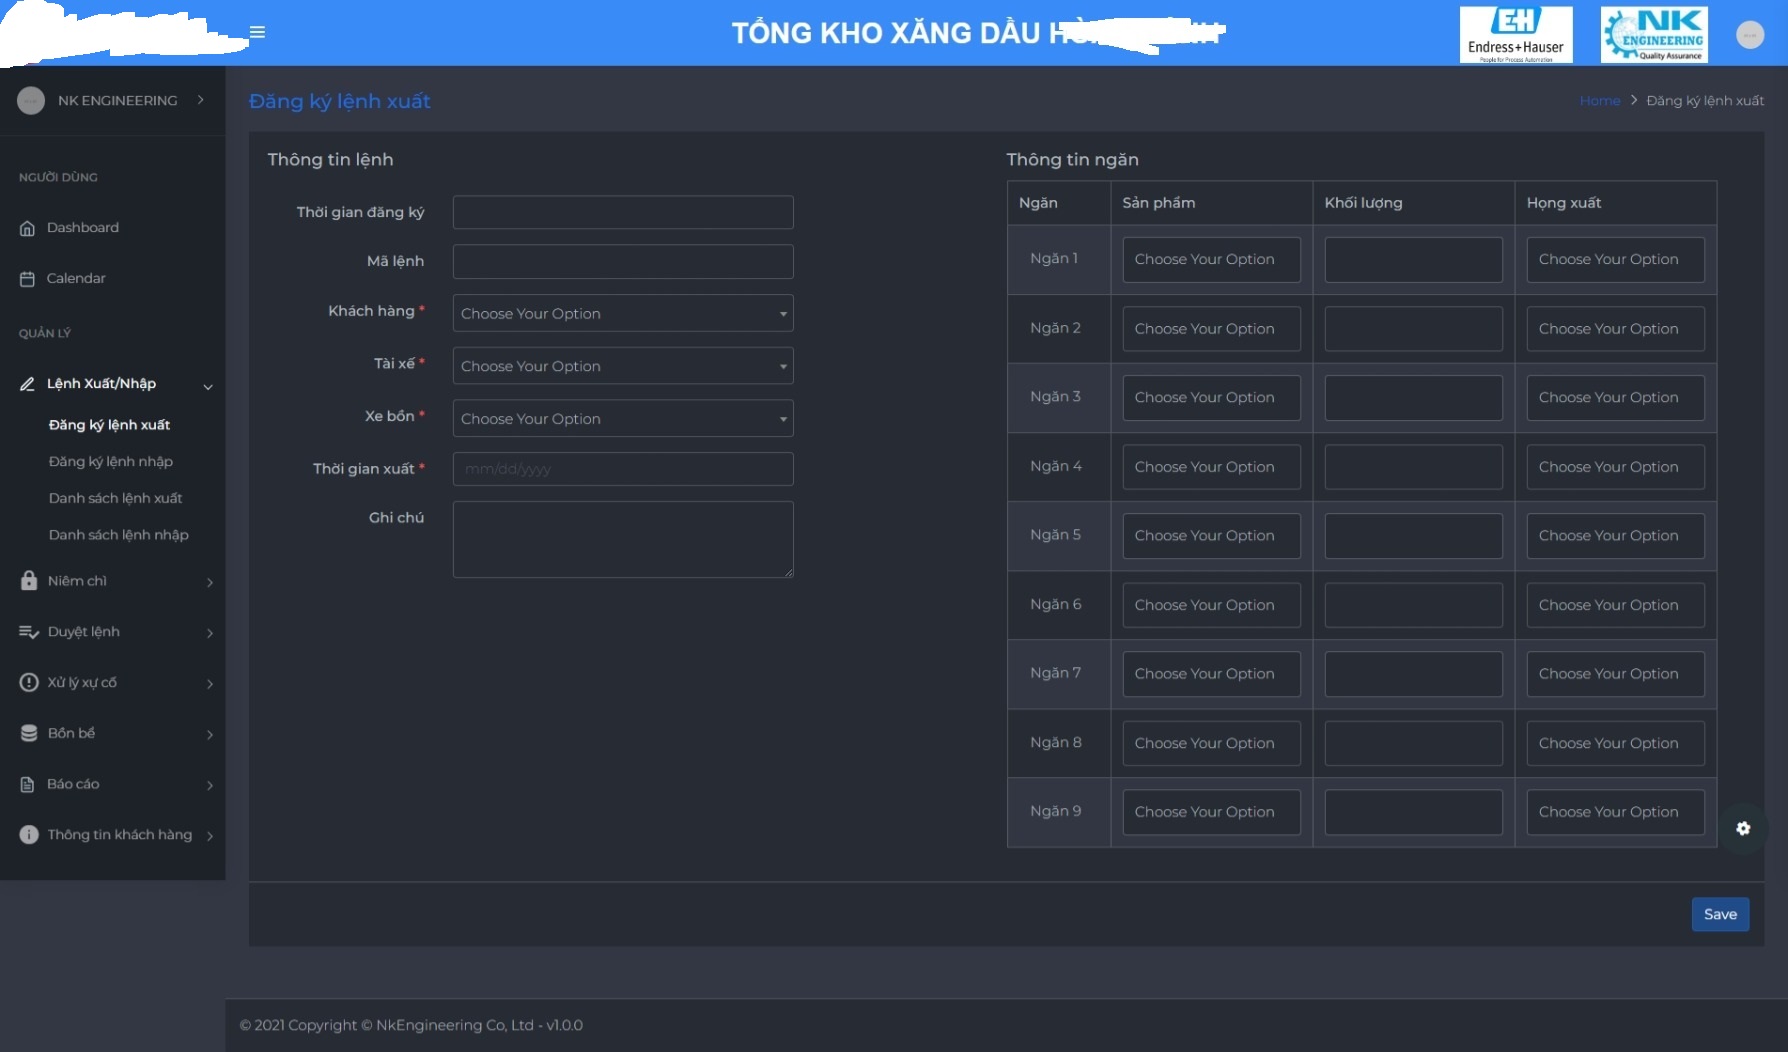 TỔNG KHO XĂNG DẦU
EH
Endress+Hauser
People for Process Automation
NK
ENGINEERING
Quality Assurance
NK ENGINEERING
Đăng ký lệnh xuất
Home > Đăng ký lệnh xuất
NGƯỜI DÙNG
Dashboard
Calendar
QUẢN LÝ
Lệnh Xuất/Nhập
Đăng ký lệnh xuất
Đăng ký lệnh nhập
Danh sách lệnh xuất
Danh sách lệnh nhập
Niêm chì
Duyệt lệnh
Xử lý xự cố
Bồn bể
Báo cáo
Thông tin khách hàng
Thông tin lệnh
Thời gian đăng ký
Mã lệnh
Khách hàng * Choose Your Option
Tài xế * Choose Your Option
Xe bồn * Choose Your Option
Thời gian xuất * mm/dd/yyyy
Ghi chú
Thông tin ngăn
Ngăn Sản phẩm Khối lượng Họng xuất
Ngăn 1 Choose Your Option Choose Your Option
Ngăn 2 Choose Your Option Choose Your Option
Ngăn 3 Choose Your Option Choose Your Option
Ngăn 4 Choose Your Option Choose Your Option
Ngăn 5 Choose Your Option Choose Your Option
Ngăn 6 Choose Your Option Choose Your Option
Ngăn 7 Choose Your Option Choose Your Option
Ngăn 8 Choose Your Option Choose Your Option
Ngăn 9 Choose Your Option Choose Your Option
Save
© 2021 Copyright © NkEngineering Co, Ltd - v1.0.0